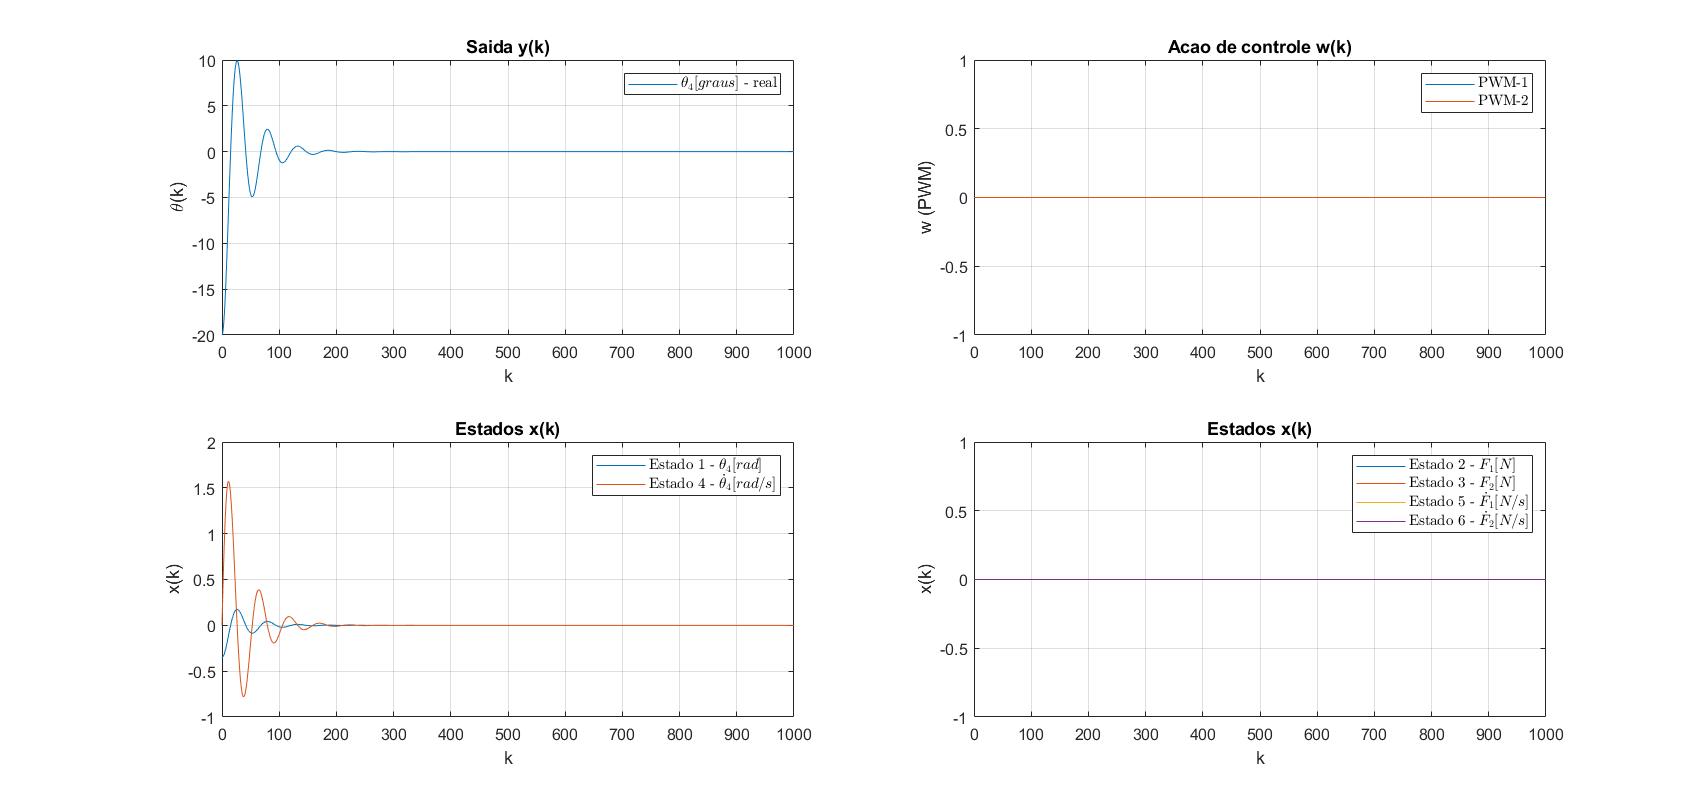 Saida y(k)
10
5
0
-5
-10
-15
-20
θ(k)
θ₄[graus] - real
0 100 200 300 400 500 600 700 800 900 1000
k
Acao de controle w(k)
1
0.5
0
-0.5
-1
w (PWM)
PWM-1
PWM-2
0 100 200 300 400 500 600 700 800 900 1000
k
Estados x(k)
2
1.5
1
0.5
0
-0.5
-1
x(k)
Estado 1 - θ₄[rad]
Estado 4 - θ̇₄[rad/s]
0 100 200 300 400 500 600 700 800 900 1000
k
Estados x(k)
1
0.5
0
-0.5
-1
x(k)
Estado 2 - F₁[N]
Estado 3 - F₂[N]
Estado 5 - Ḟ₁[N/s]
Estado 6 - Ḟ₂[N/s]
0 100 200 300 400 500 600 700 800 900 1000
k